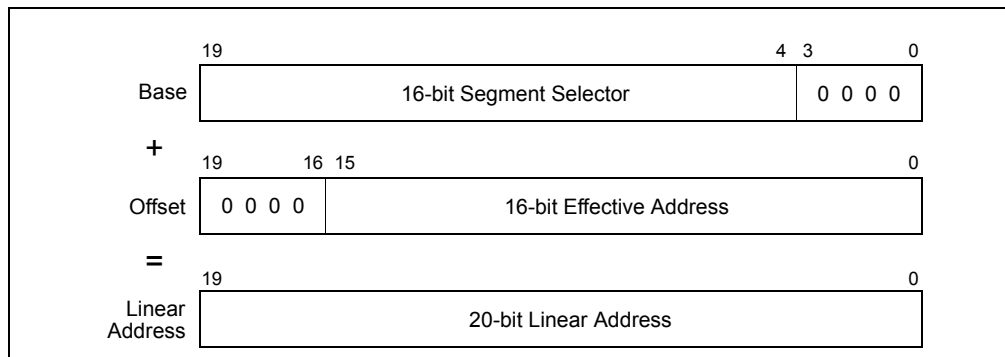 19 4 3 0
Base 16-bit Segment Selector 0 0 0 0
+
19 16 15 0
Offset 0 0 0 0 16-bit Effective Address
=
19 0
Linear
Address
20-bit Linear Address